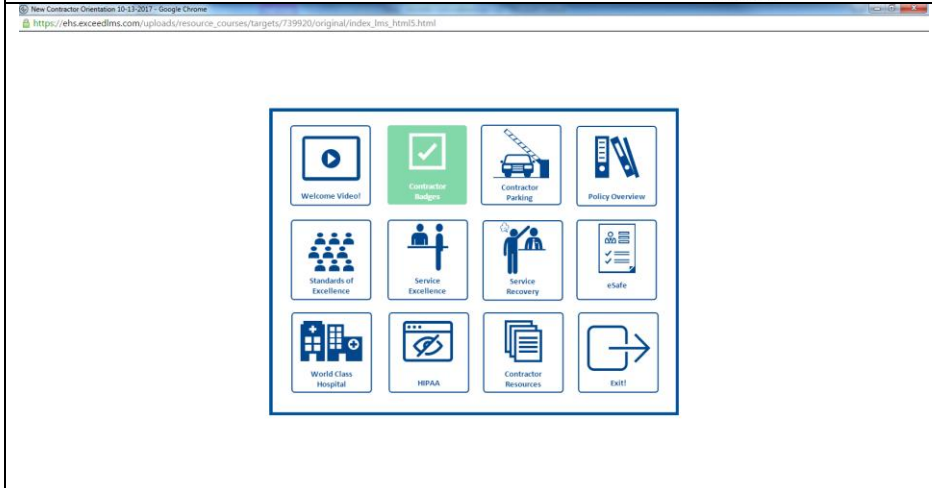 New Contractor Orientation 10-13-2017 - Google Chrome
https://ehs.exceedlms.com/uploads/resource_courses/targets/739920/original/index_lms_html5.html
Welcome Video!
Contractor
Badges
Contractor
Parking
Policy Overview
Standards of
Excellence
Service
Excellence
Service
Recovery
eSafe
World Class
Hospital
HIPAA
Contractor
Resources
Exit!